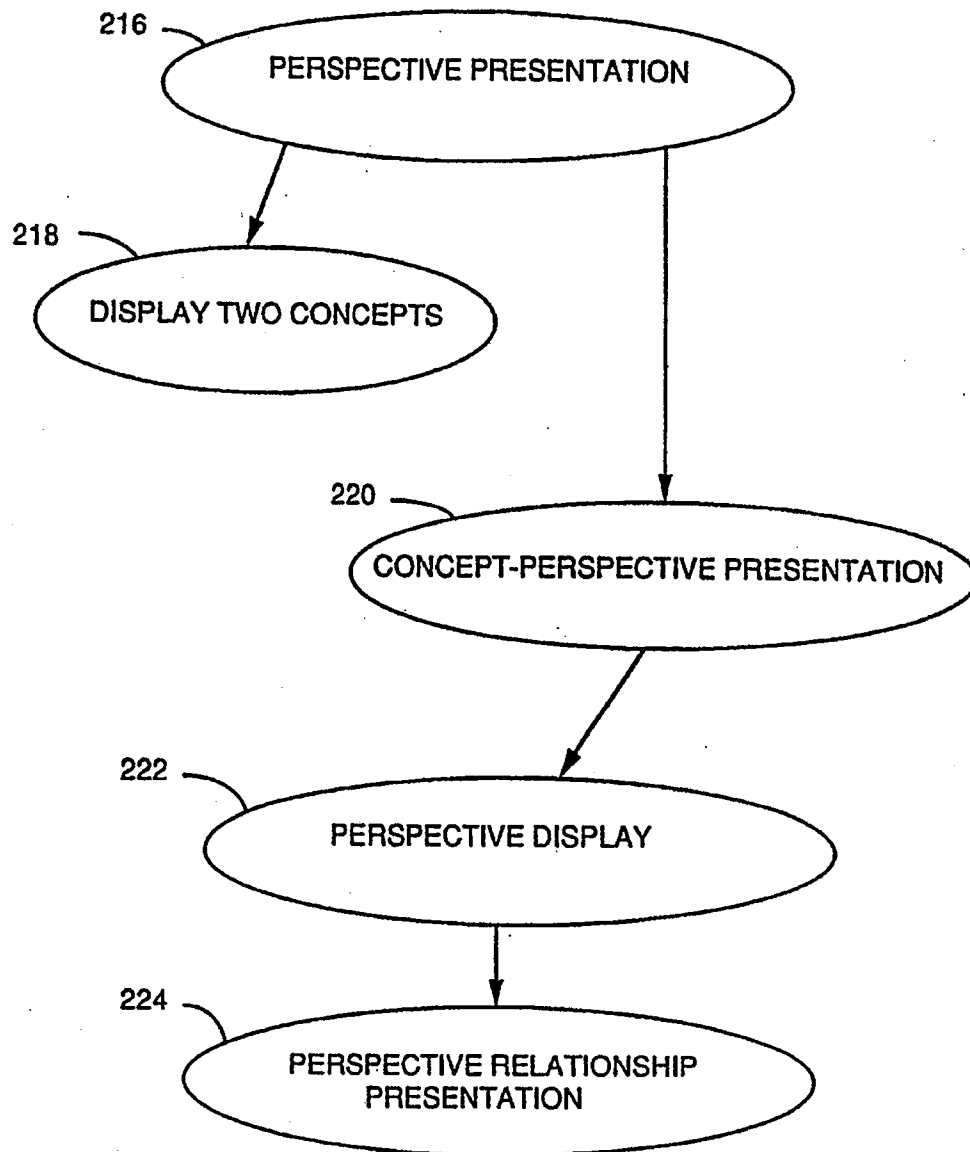 216
PERSPECTIVE PRESENTATION
218
DISPLAY TWO CONCEPTS
220
CONCEPT-PERSPECTIVE PRESENTATION
222
PERSPECTIVE DISPLAY
224
PERSPECTIVE RELATIONSHIP
PRESENTATION